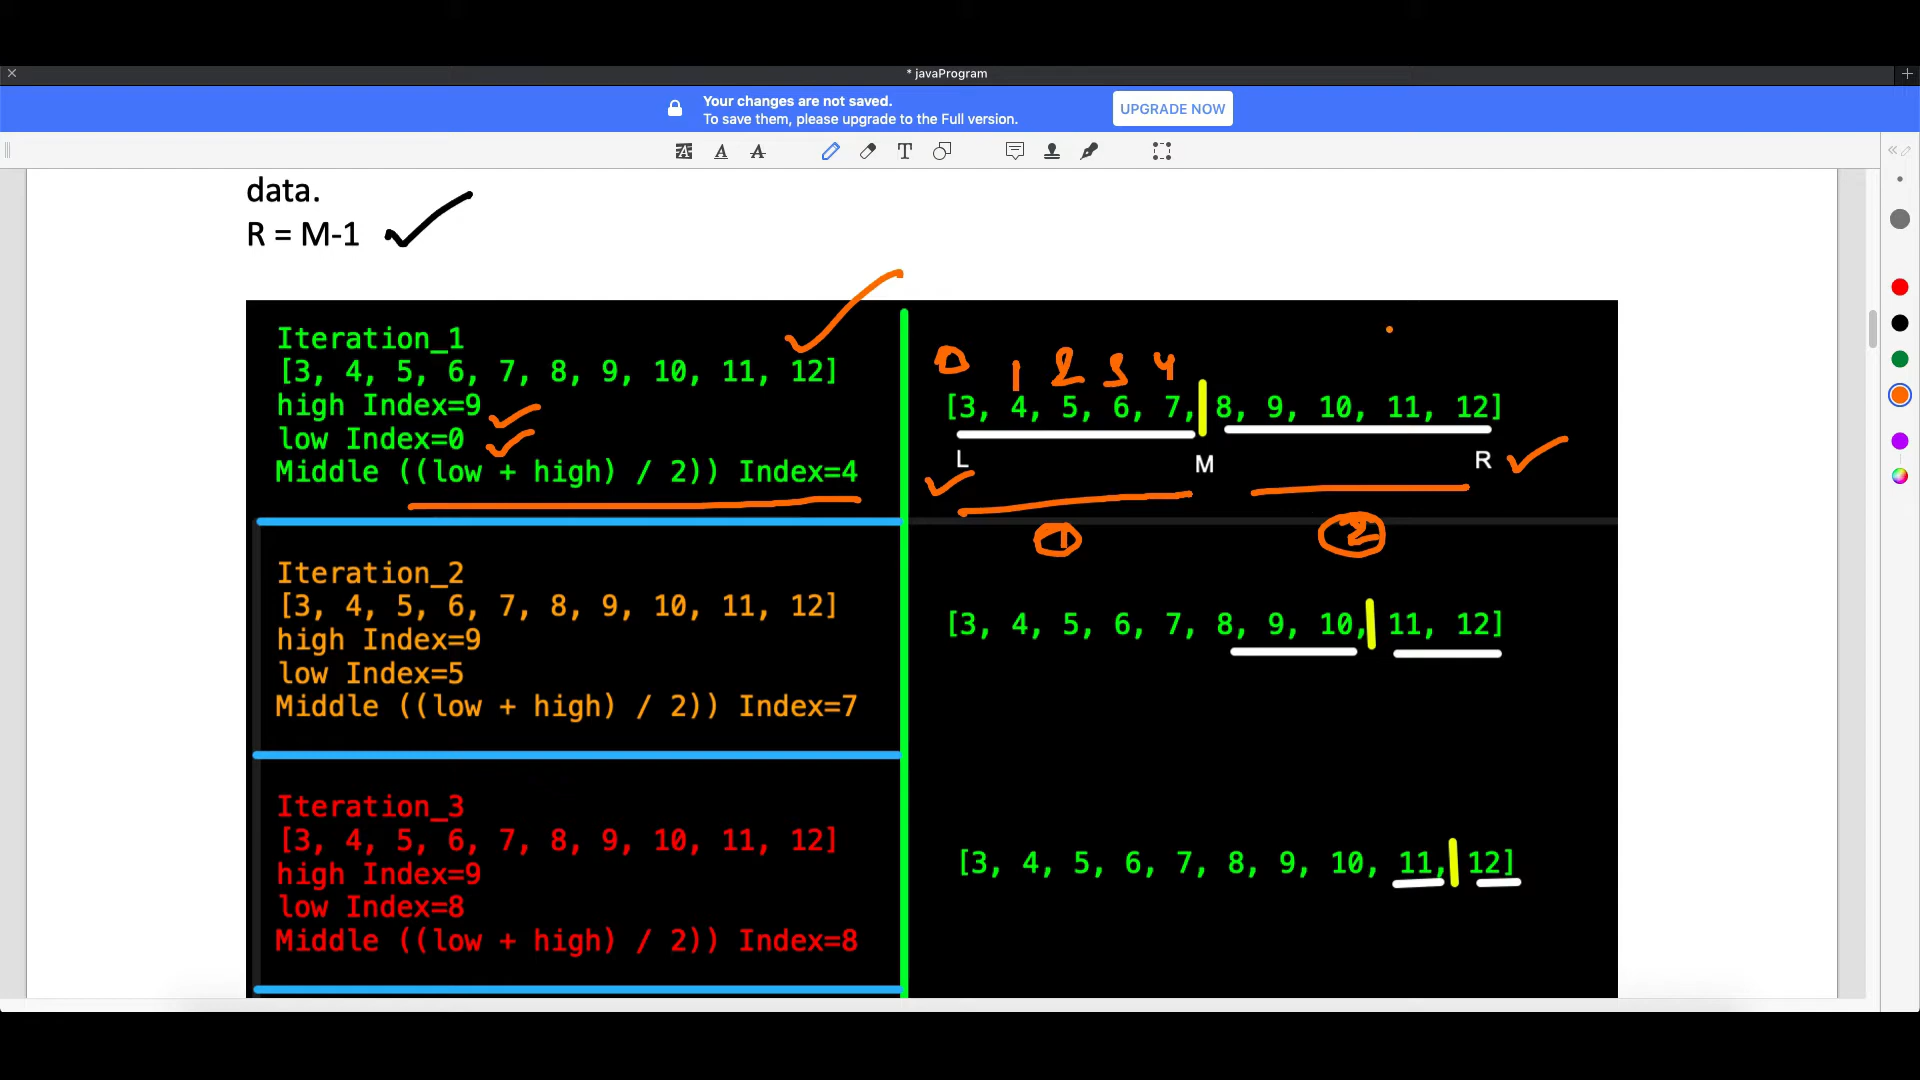 * javaProgram
Your changes are not saved.
To save them, please upgrade to the Full version.
UPGRADE NOW
data.
R = M-1
Iteration_1
[3, 4, 5, 6, 7, 8, 9, 10, 11, 12]
high Index=9
low Index=0
Middle ((low + high) / 2)) Index=4
0 1 2 3 4
[3, 4, 5, 6, 7, 8, 9, 10, 11, 12]
L M R
1 2
Iteration_2
[3, 4, 5, 6, 7, 8, 9, 10, 11, 12]
high Index=9
low Index=5
Middle ((low + high) / 2)) Index=7
[3, 4, 5, 6, 7, 8, 9, 10, 11, 12]
Iteration_3
[3, 4, 5, 6, 7, 8, 9, 10, 11, 12]
high Index=9
low Index=8
Middle ((low + high) / 2)) Index=8
[3, 4, 5, 6, 7, 8, 9, 10, 11, 12]